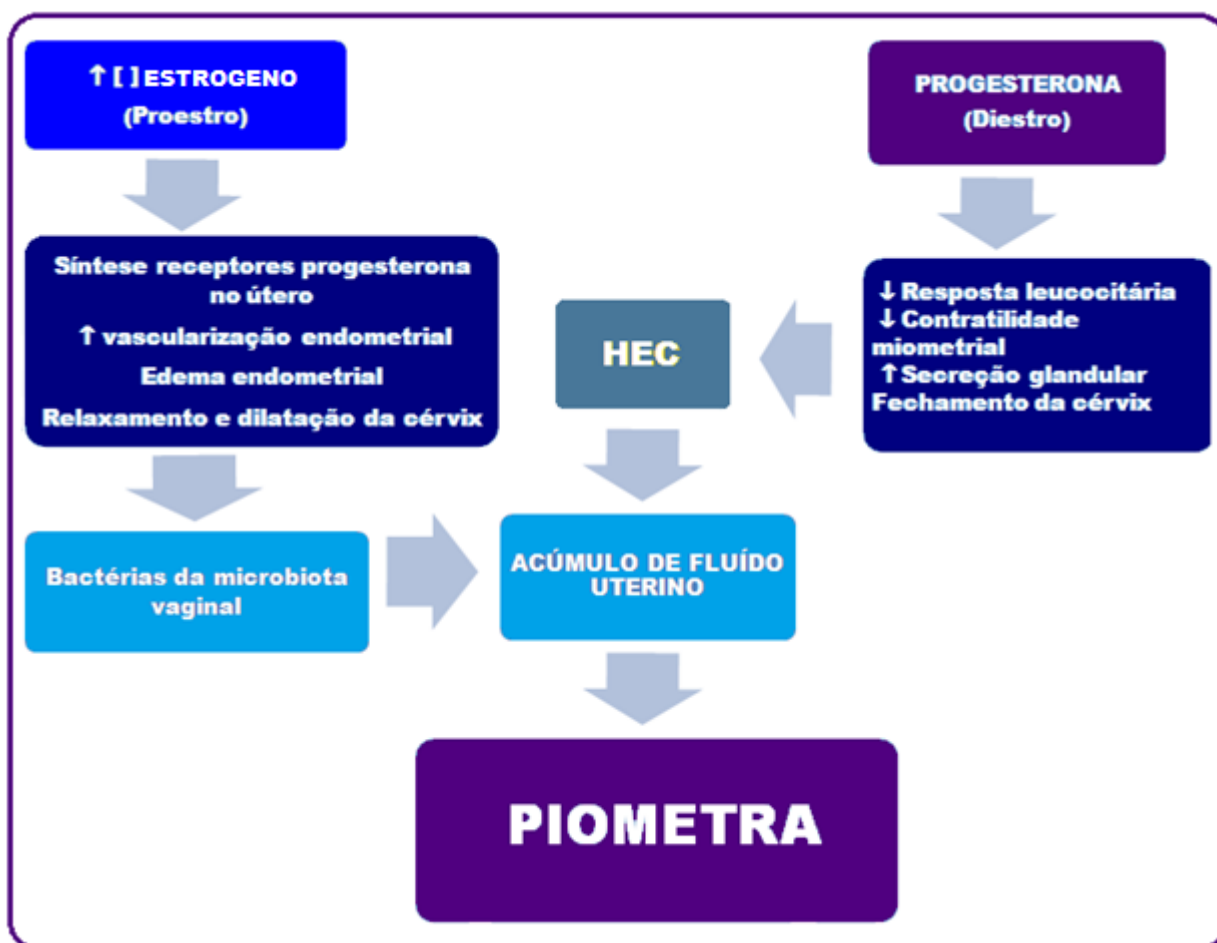 ↑ [ ] ESTROGENO
(Proestro)
PROGESTERONA
(Diestro)
Síntese receptores progesterona
no útero
↑ vascularização endometrial
Edema endometrial
Relaxamento e dilatação da cérvix
HEC
↓ Resposta leucocitária
↓ Contratilidade
miometrial
↑ Secreção glandular
Fechamento da cérvix
Bactérias da microbiota
vaginal
ACÚMULO DE FLUÍDO
UTERINO
PIOMETRA